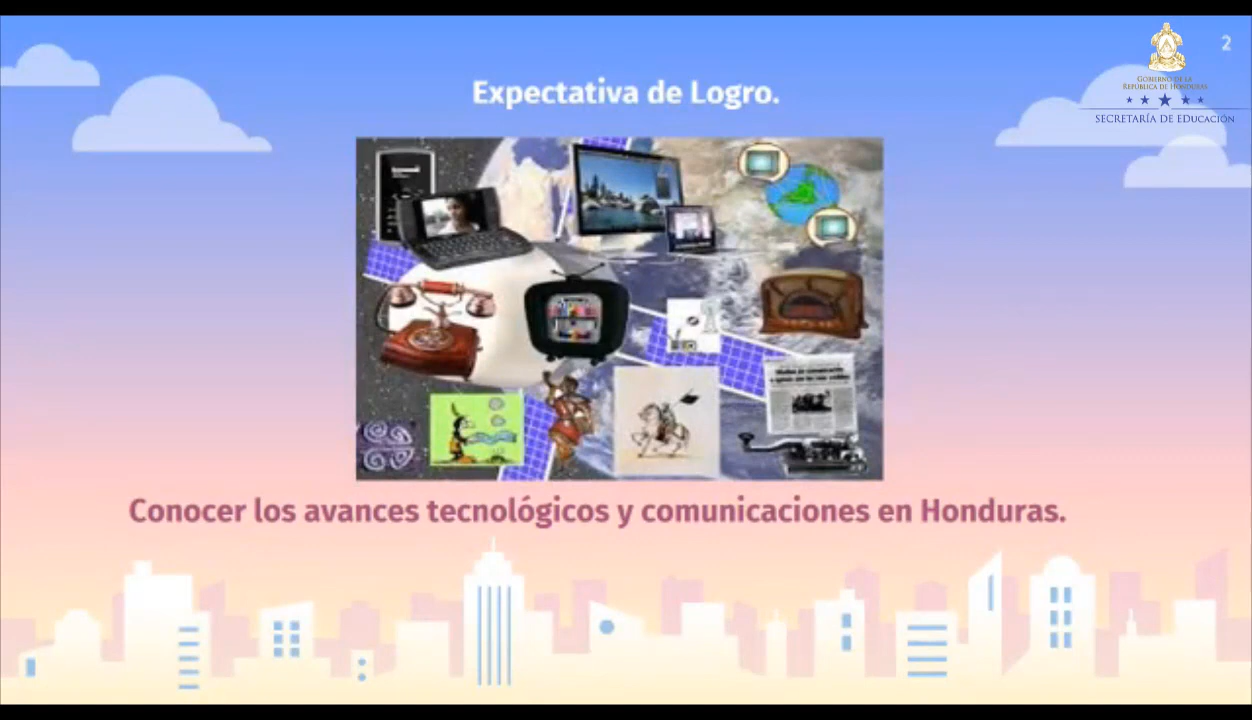 2
GOBIERNO DE LA
REPÚBLICA DE HONDURAS
SECRETARÍA DE EDUCACIÓN
Expectativa de Logro.
Conocer los avances tecnológicos y comunicaciones en Honduras.